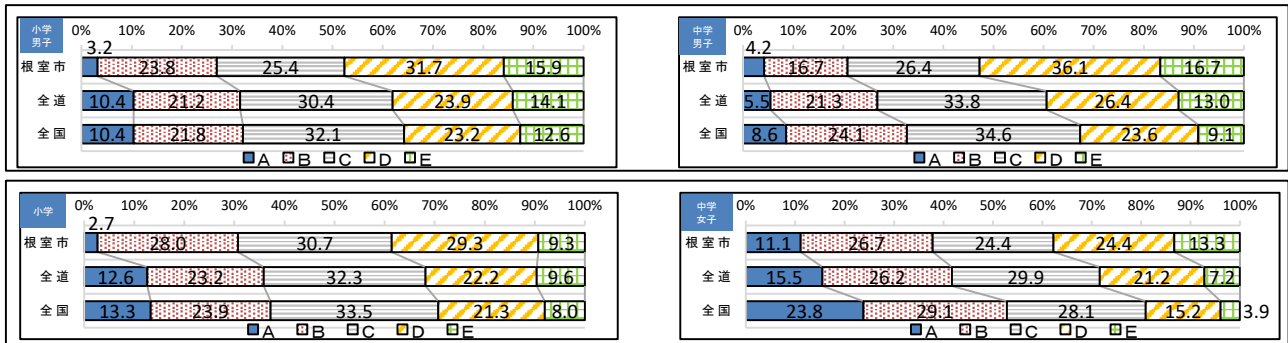 小学
男子
0% 10% 20% 30% 40% 50% 60% 70% 80% 90% 100%
3.2
根室市 23.8 25.4 31.7 15.9
全道 10.4 21.2 30.4 23.9 14.1
全国 10.4 21.8 32.1 23.2 12.6
A B C D E
中学
男子
0% 10% 20% 30% 40% 50% 60% 70% 80% 90% 100%
4.2
根室市 16.7 26.4 36.1 16.7
全道 5.5 21.3 33.8 26.4 13.0
全国 8.6 24.1 34.6 23.6 9.1
A B C D E
小学
0% 10% 20% 30% 40% 50% 60% 70% 80% 90% 100%
2.7
根室市 28.0 30.7 29.3 9.3
全道 12.6 23.2 32.3 22.2 9.6
全国 13.3 23.9 33.5 21.3 8.0
A B C D E
中学
女子
0% 10% 20% 30% 40% 50% 60% 70% 80% 90% 100%
根室市 11.1 26.7 24.4 24.4 13.3
全道 15.5 26.2 29.9 21.2 7.2
全国 23.8 29.1 28.1 15.2 3.9
A B C D E